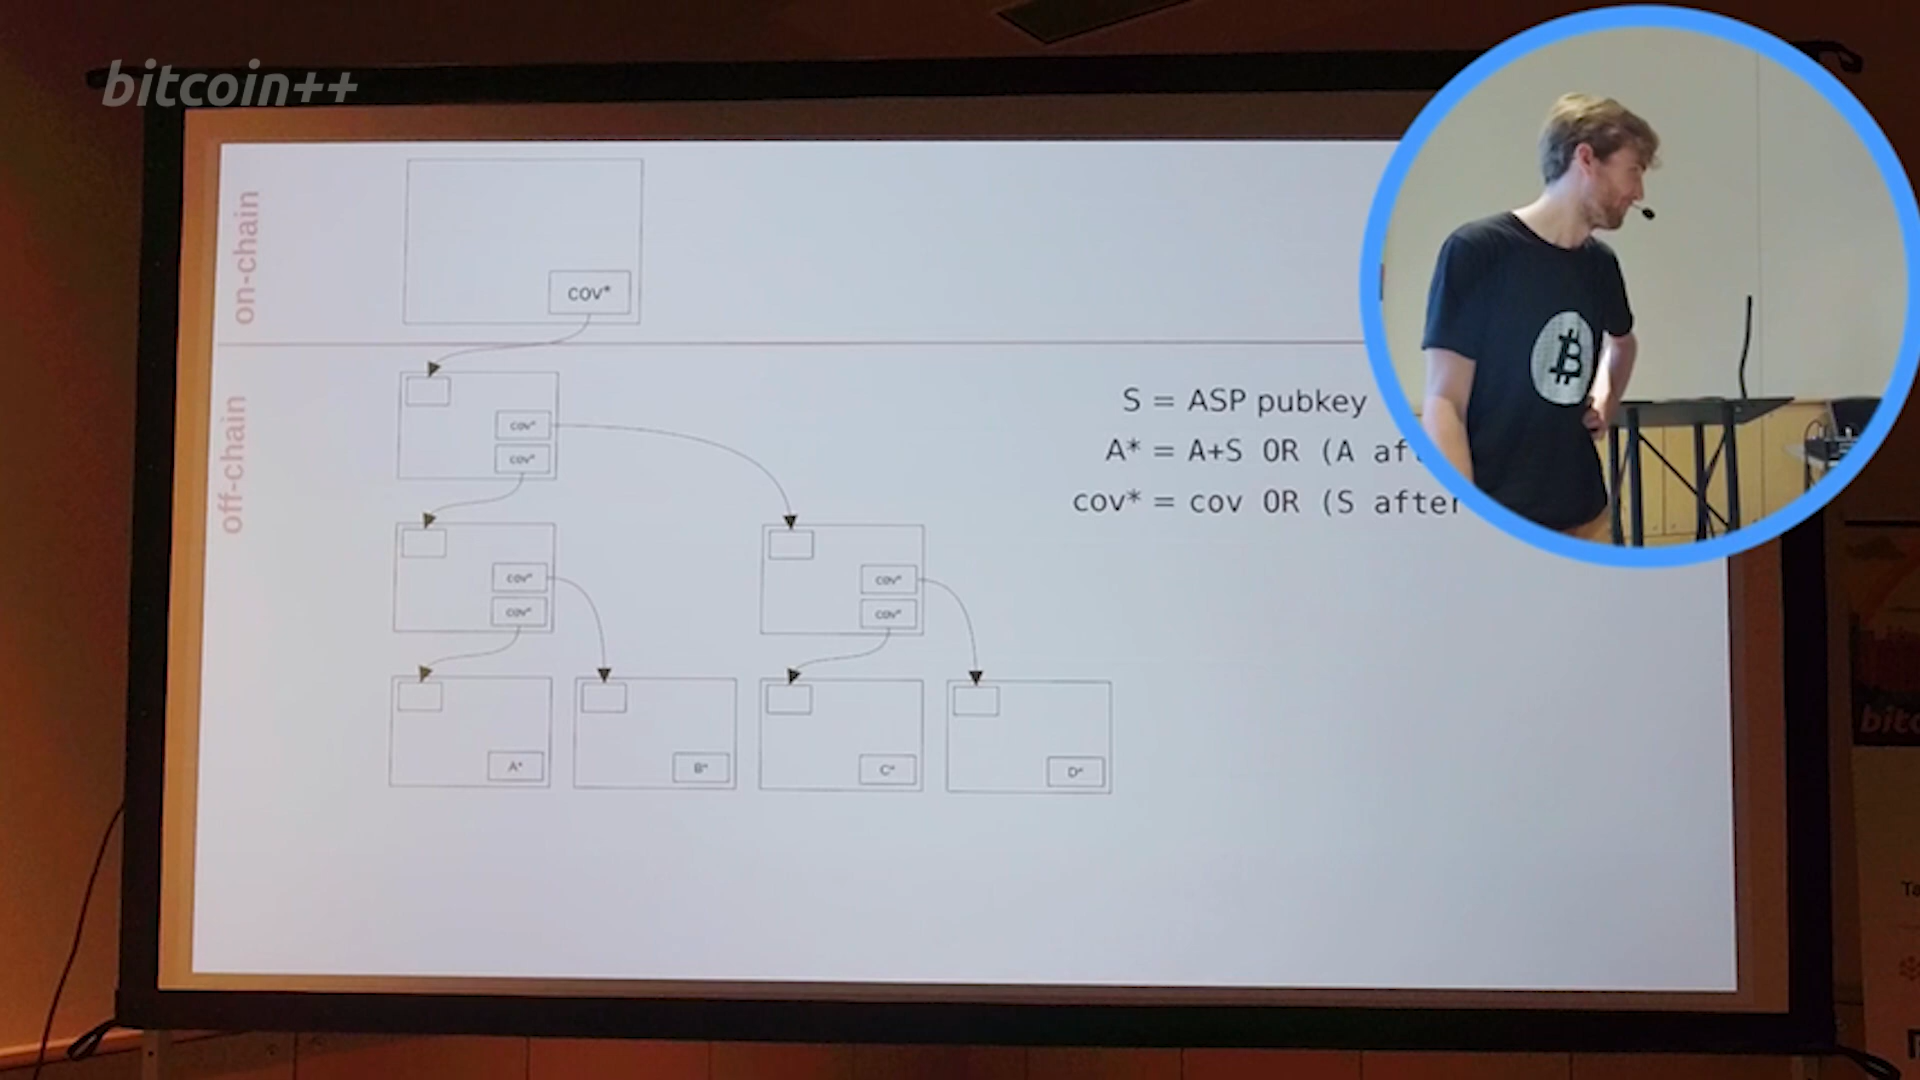 bitcoin++
on-chain
cov*
off-chain
cov*
cov*
S = ASP pubkey
A* = A+S OR (A
cov* = cov OR (S after
cov*
cov*
cov*
cov*
A*
B*
C*
D*